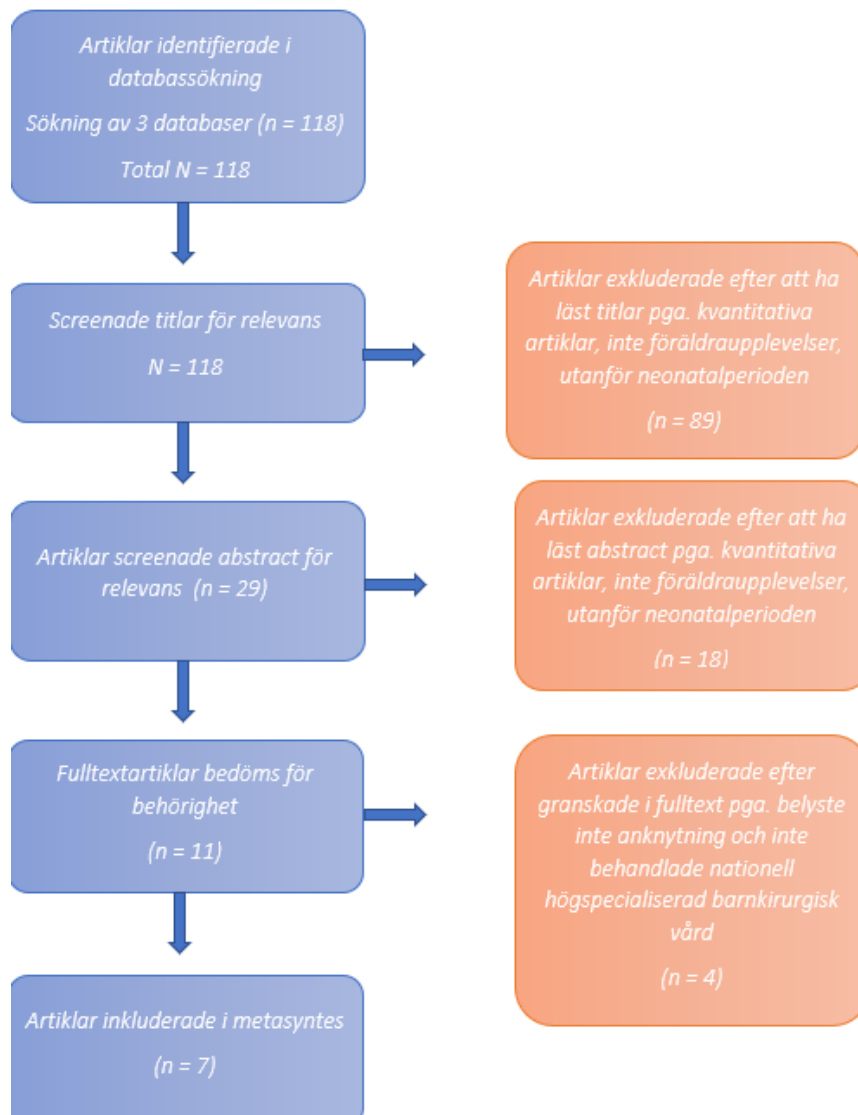 Artiklar identifierade i
databassökning
Sökning av 3 databaser (n = 118)
Total N = 118
Screenade titlar för relevans
N = 118
Artiklar exkluderade efter att ha
läst titlar pga. kvantitativa
artiklar, inte föräldraupplevelser,
utanför neonatalperioden
(n = 89)
Artiklar screenade abstract för
relevans (n = 29)
Artiklar exkluderade efter att ha
läst abstract pga. kvantitativa
artiklar, inte föräldraupplevelser,
utanför neonatalperioden
(n = 18)
Fulltextartiklar bedöms för
behörighet
(n = 11)
Artiklar exkluderade efter
granskade i fulltext pga. belyste
inte anknytning och inte
behandlade nationell
högspecialiserad barnkirurgisk
vård
(n = 4)
Artiklar inkluderade i metasyntes
(n = 7)